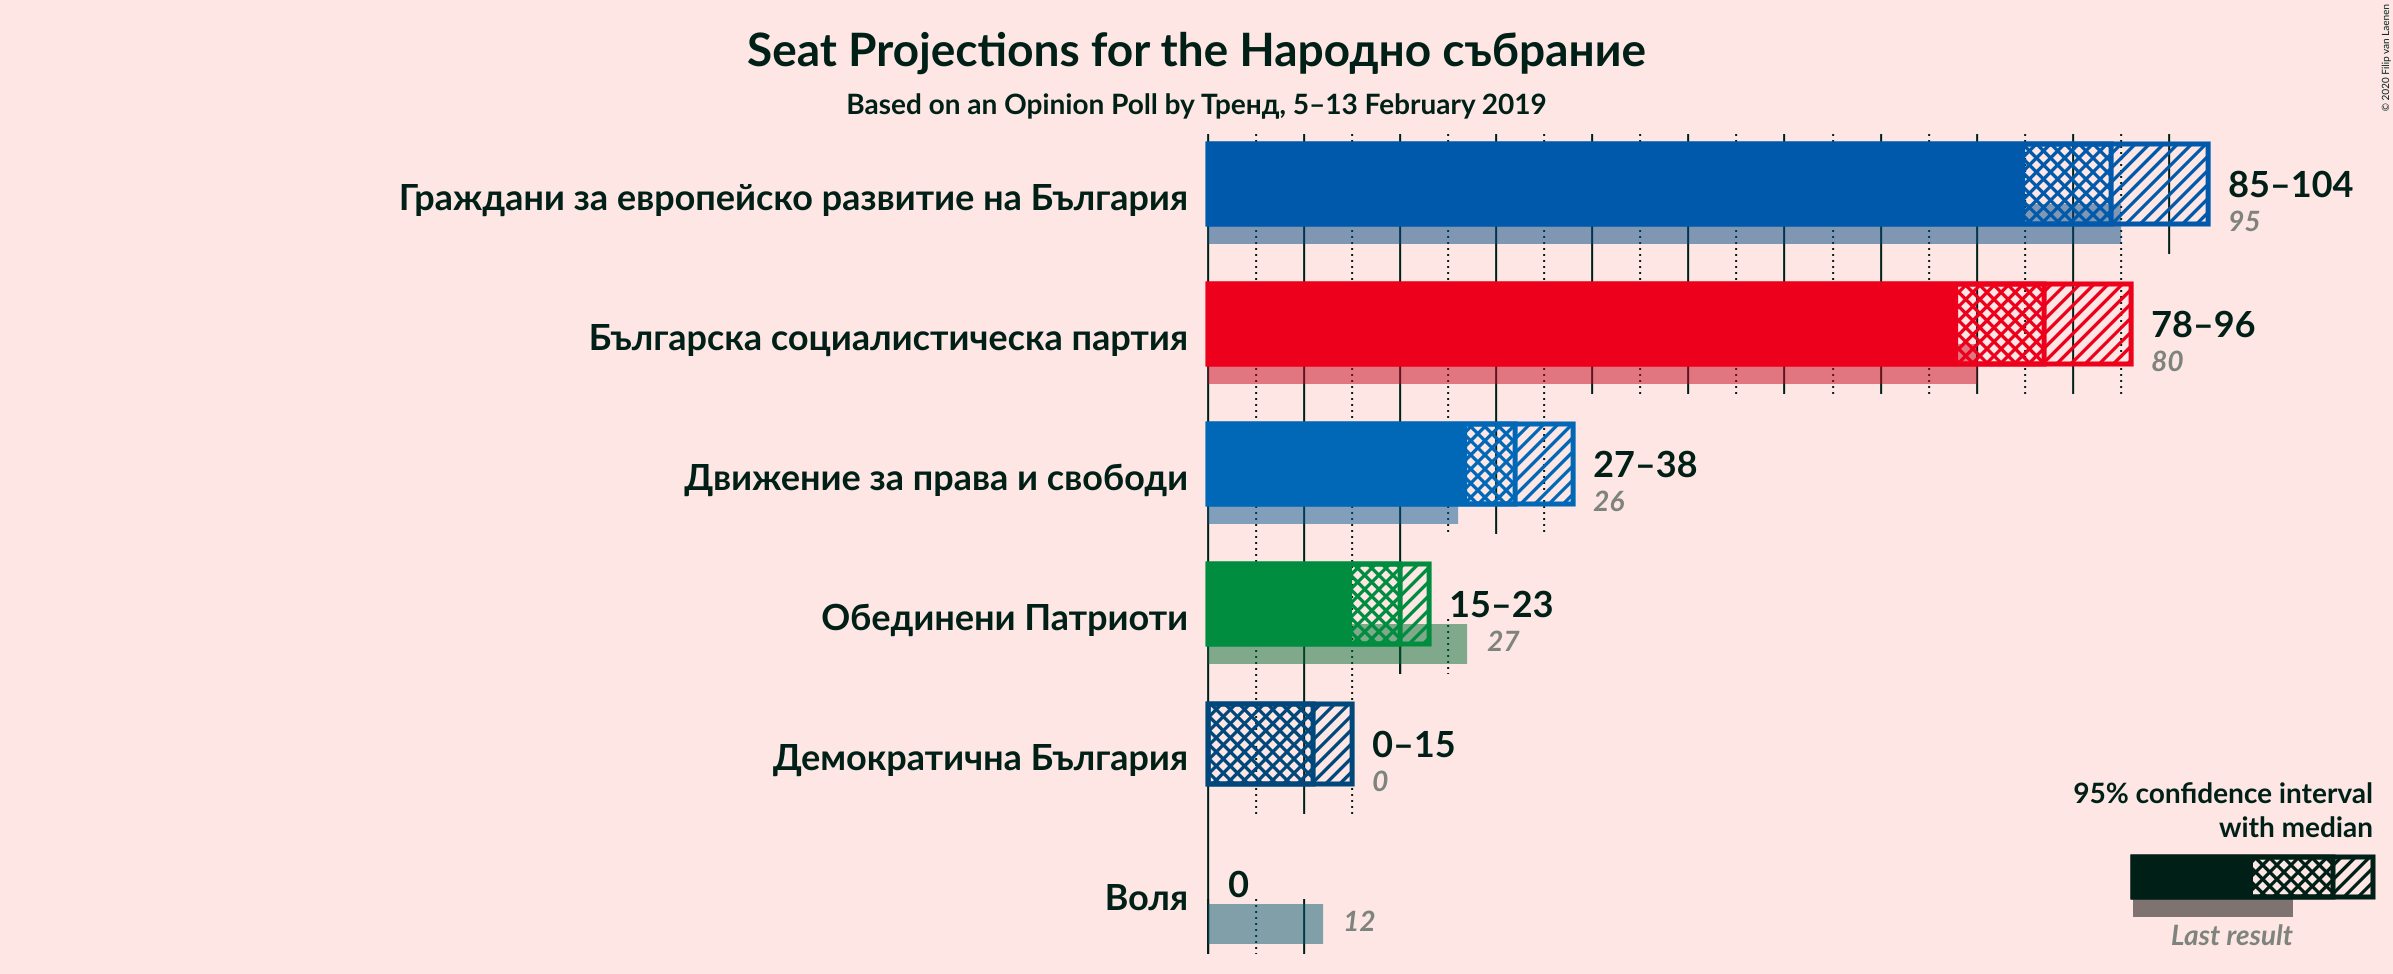 Seat Projections for the Народно събрание
Based on an Opinion Poll by Тренд, 5–13 February 2019
© 2020 Filip van Laenen
Граждани за европейско развитие на България
85–104
95
Българска социалистическа партия
78–96
80
Движение за права и свободи
27–38
26
Обединени Патриоти
15–23
27
Демократична България
0–15
0
Воля
0
12
95% confidence interval
with median
Last result